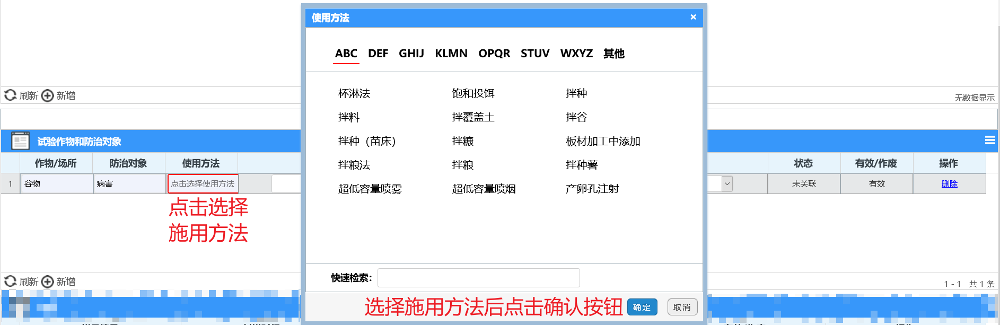 使用方法 ×
ABC DEF GHIJ KLMN OPQR STUV WXYZ 其他
杯淋法 饱和投饵 拌种
刷新 新增 无数据显示
拌料 拌覆盖土 拌谷
试验作物和防治对象
拌种（苗床） 拌糠 板材加工中添加
作物/场所 防治对象 使用方法 状态 有效/作废 操作
拌粮法 拌粮 拌种薯
1 谷物 病害 点击选择使用方法 未关联 有效 删除
超低容量喷雾 超低容量喷烟 产卵孔注射
点击选择
施用方法
快速检索：
刷新 新增 1 - 1 共 1 条
选择施用方法后点击确认按钮 确定 取消